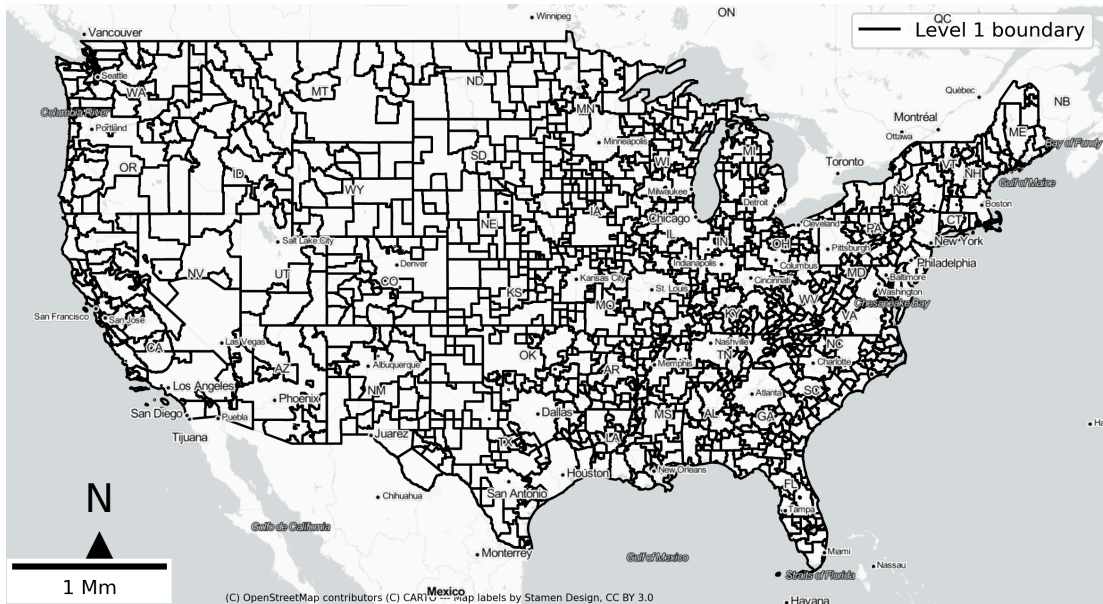 Winnipeg
ON
QC
Level 1 boundary
Vancouver
Seattle
WA
MT
ND
MN
Québec
NB
Montréal
Ottawa
ME
Columbia River
Portland
Minneapolis
Bay of Fundy
OR
ID
SD
WI
MI
Toronto
VT
NH
Gulf of Maine
WY
Milwaukee
Detroit
NY
Boston
NE
IA
Chicago
IL
IN
OH
Cleveland
PA
CT
New York
Salt Lake City
Pittsburgh
Philadelphia
NV
UT
Denver
CO
KS
Kansas City
MO
St. Louis
Indianapolis
Columbus
Cincinnati
MD
Baltimore
Washington
Chesapeake Bay
WV
VA
KY
San Francisco
San Jose
CA
Las Vegas
AZ
Albuquerque
NM
OK
AR
Memphis
Nashville
TN
NC
Charlotte
Los Angeles
Phoenix
SC
Atlanta
San Diego
Puebla
Tijuana
Juarez
Dallas
TX
LA
MS
AL
GA
Ha
Houston
San Antonio
New Orleans
FL
Tampa
Chihuahua
N
Golfo de California
Monterrey
Gulf of Mexico
Miami
Nassau
Straits of Florida
1 Mm
Mexico
Havana
(C) OpenStreetMap contributors (C) CARTO --- Map labels by Stamen Design, CC BY 3.0